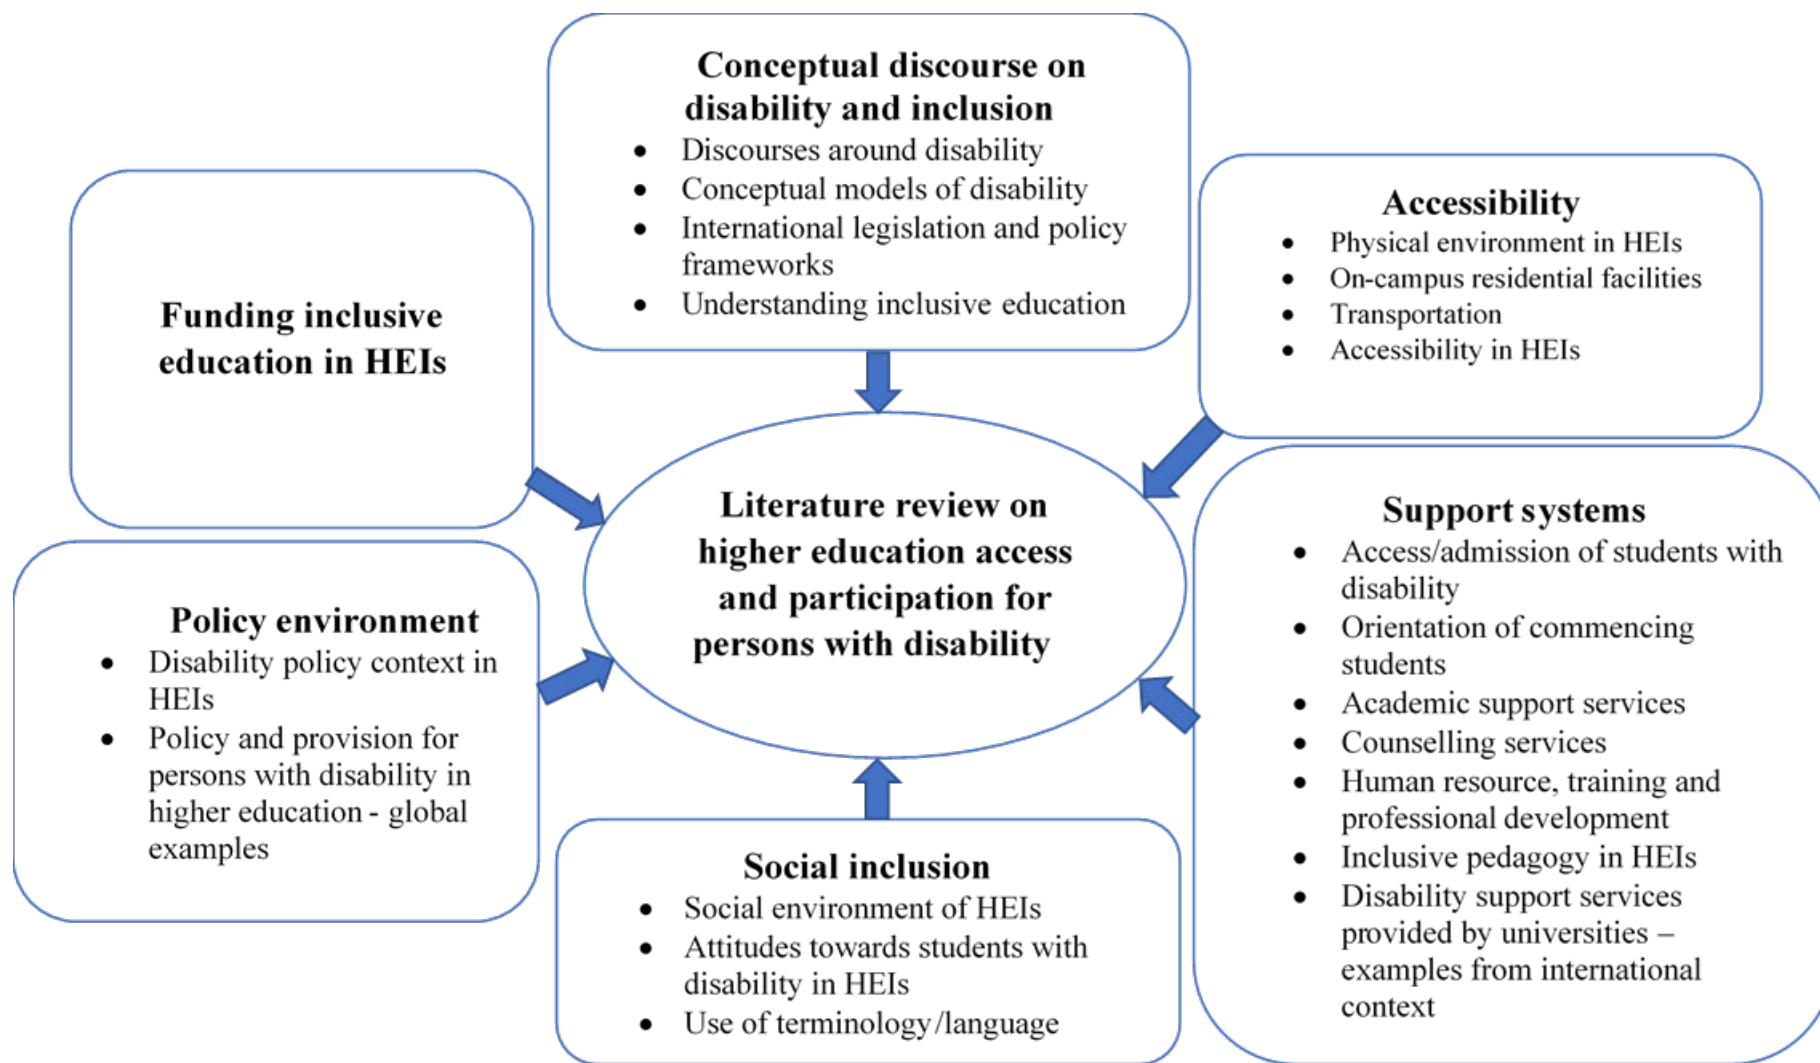 Conceptual discourse on
disability and inclusion
• Discourses around disability
• Conceptual models of disability
• International legislation and policy
frameworks
• Understanding inclusive education
Accessibility
• Physical environment in HEIs
• On-campus residential facilities
• Transportation
• Accessibility in HEIs
Funding inclusive
education in HEIs
Literature review on
higher education access
and participation for
persons with disability
Support systems
• Access/admission of students with
disability
• Orientation of commencing
students
• Academic support services
• Counselling services
• Human resource, training and
professional development
• Inclusive pedagogy in HEIs
• Disability support services
provided by universities –
examples from international
context
Policy environment
• Disability policy context in
HEIs
• Policy and provision for
persons with disability in
higher education - global
examples
Social inclusion
• Social environment of HEIs
• Attitudes towards students with
disability in HEIs
• Use of terminology/language